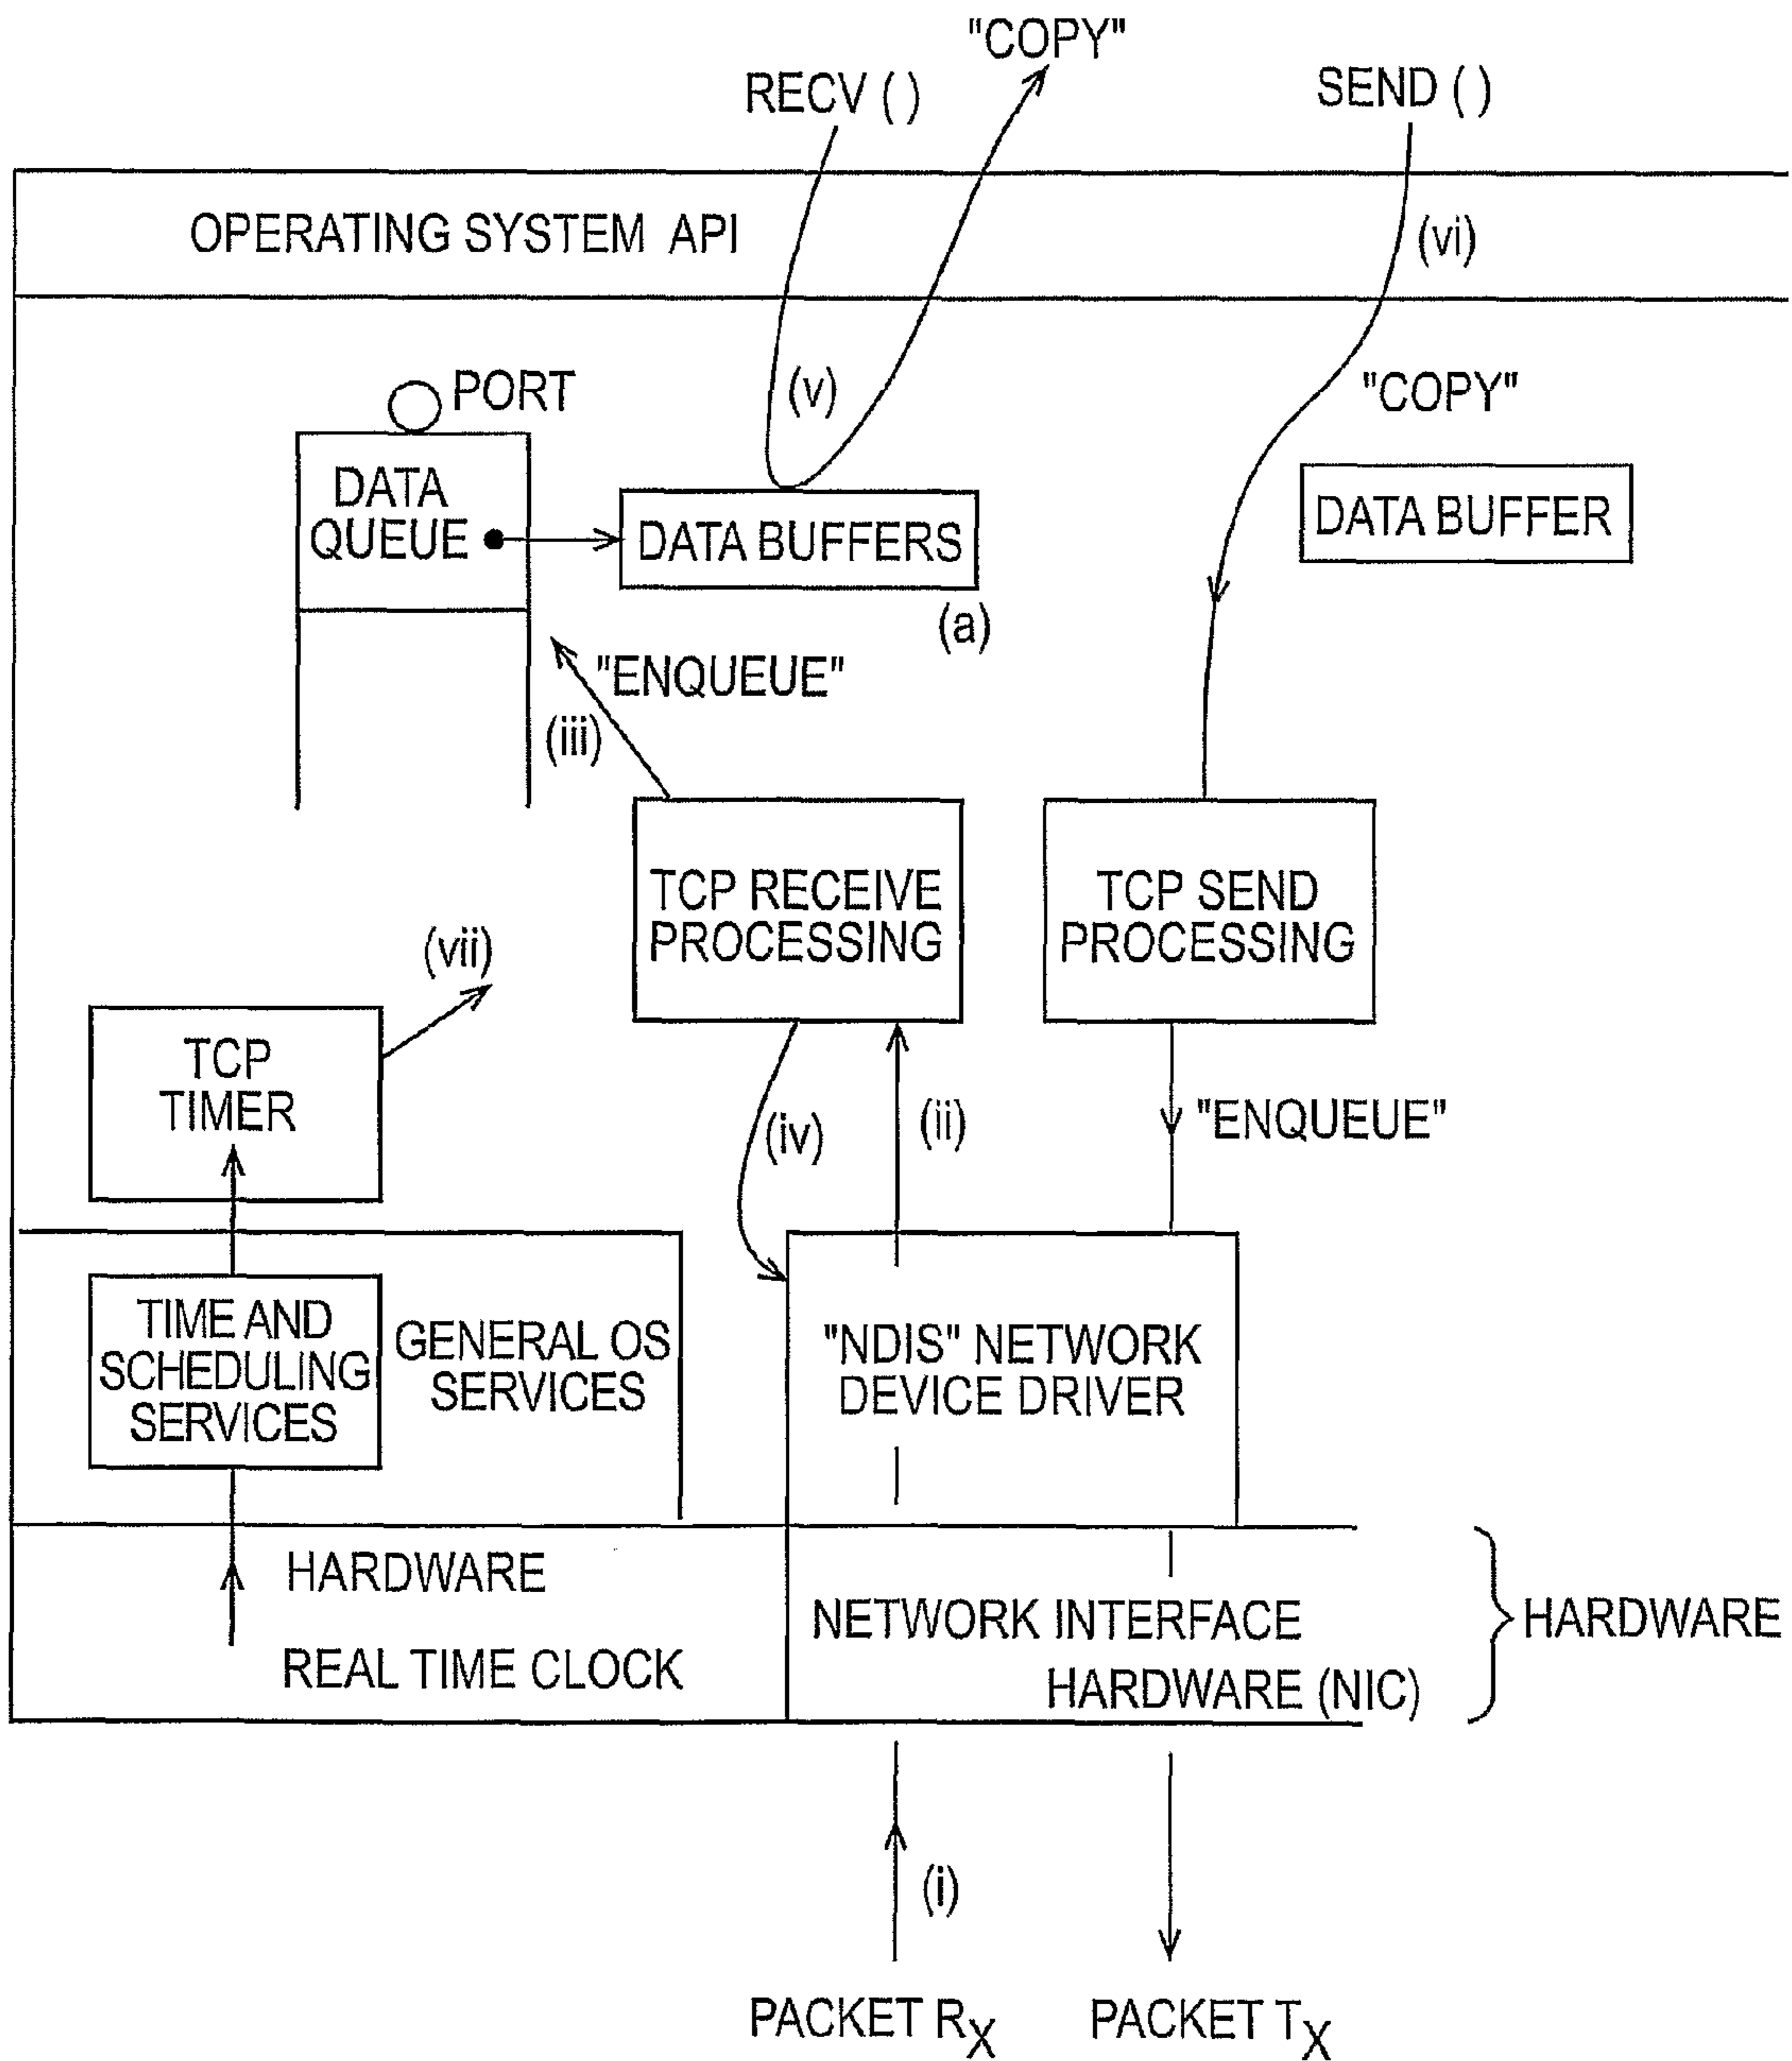 "COPY"
RECV ( )
SEND ( )
OPERATING SYSTEM API
(vi)
PORT
(v)
"COPY"
DATA
QUEUE
DATA BUFFERS
DATA BUFFER
(a)
"ENQUEUE"
(iii)
TCP RECEIVE
PROCESSING
TCP SEND
PROCESSING
(vii)
TCP
TIMER
(iv)
(ii)
"ENQUEUE"
TIME AND
SCHEDULING
SERVICES
GENERAL OS
SERVICES
"NDIS" NETWORK
DEVICE DRIVER
HARDWARE
REAL TIME CLOCK
NETWORK INTERFACE
HARDWARE (NIC)
HARDWARE
(i)
PACKET RX
PACKET TX